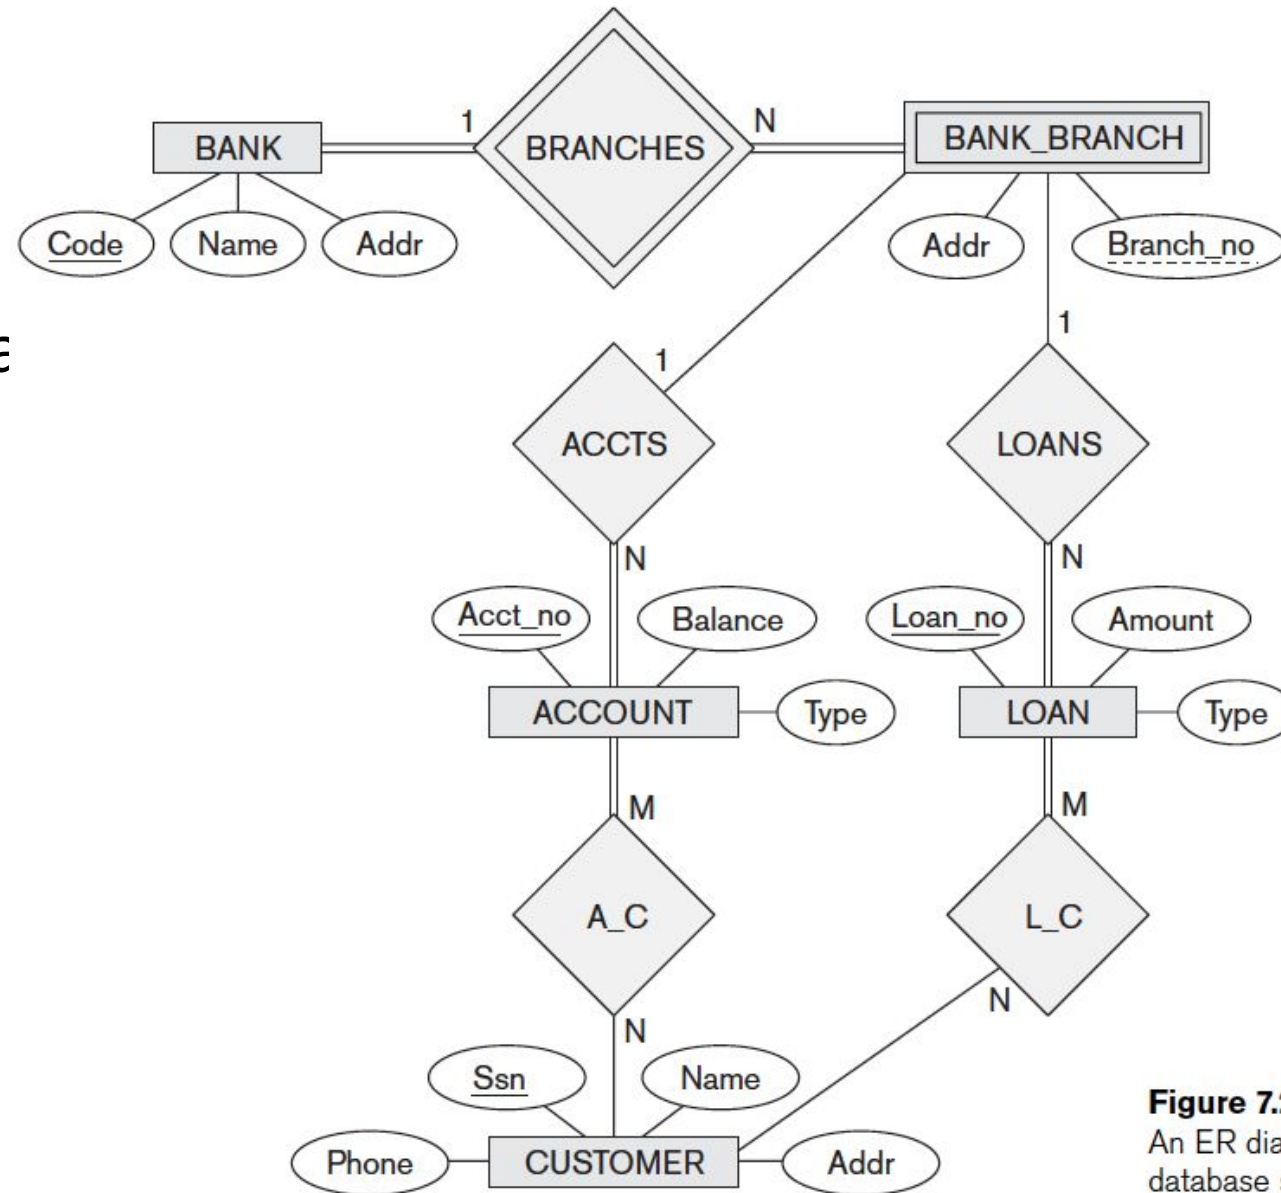 1
N
BANK
BRANCHES
BANK_BRANCH
Code
Name
Addr
Addr
Branch_no
1
1
ACCTS
LOANS
N
N
Acct_no
Balance
Loan_no
Amount
ACCOUNT
Type
LOAN
Type
M
M
A_C
L_C
N
N
Ssn
Name
Phone
CUSTOMER
Addr
Figure 7.
An ER dia
database